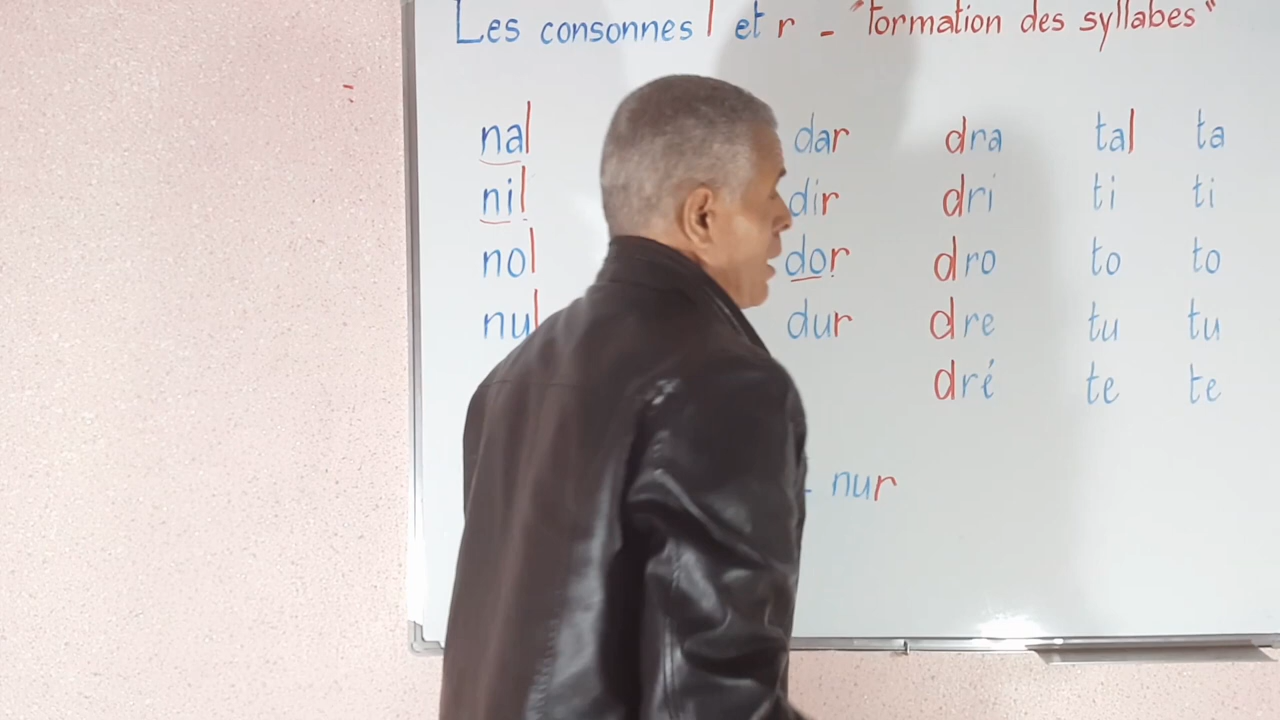 Les consonnes l et r - "formation des syllabes"
nal dar dra tal ta
nil dir dri ti ti
nol dor dro to to
nul dur dre tu tu
dré te te
- nur